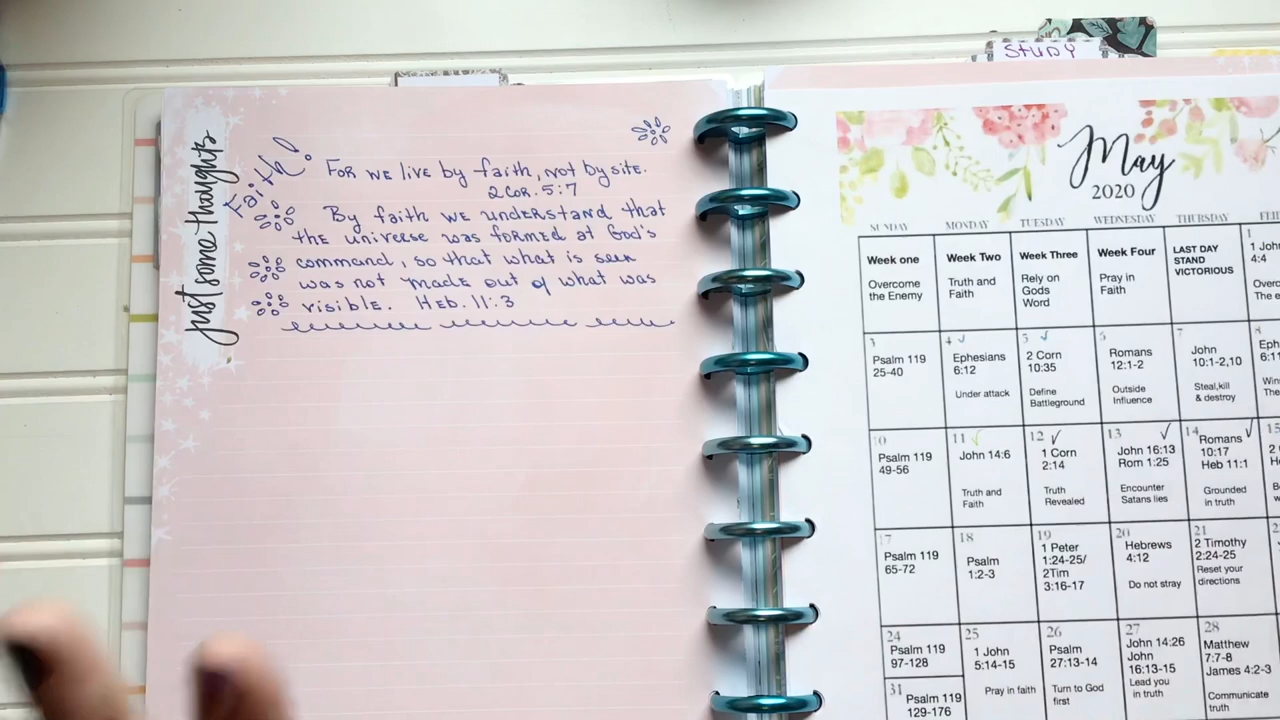 STUDY
just some thoughts
Faith!
For we live by faith, not by site.
2 Cor. 5:7
By faith we understand that
the universe was formed at God's
command, so that what is seen
was not made out of what was
visible. Heb. 11:3
May
2020
SUNDAY MONDAY TUESDAY WEDNESDAY THURSDAY
Week one
Overcome
the Enemy
Week Two
Truth and
Faith
Week Three
Rely on
Gods
Word
Week Four
Pray in
Faith
LAST DAY
STAND
VICTORIOUS
1
1 John
4:4
The
3
Psalm 119
25-40
4
Ephesians
6:12
Under attack
5
2 Corn
10:35
Define
Battleground
6
Romans
12:1-2
Outside
Influence
7
John
10:1-2,10
Steal,kill
& destroy
8
6:11
The
10
Psalm 119
49-56
11
John 14:6
Truth and
Faith
12
1 Corn
2:14
Truth
Revealed
13
John 16:13
Rom 1:25
Encounter
Satans lies
14
Romans
10:17
Heb 11:1
Grounded
in truth
15
2
17
Psalm 119
65-72
18
Psalm
1:2-3
19
1 Peter
1:24-25/
2Tim
3:16-17
20
Hebrews
4:12
Do not stray
21
2 Timothy
2:24-25
Reset your
directions
24
Psalm 119
97-128
31
Psalm 119
129-176
25
1 John
5:14-15
Pray in faith
26
Psalm
27:13-14
Turn to God
first
27
John 14:26
John
16:13-15
Lead you
in truth
28
Matthew
7:7-8
James 4:2-3
Communicate
truth